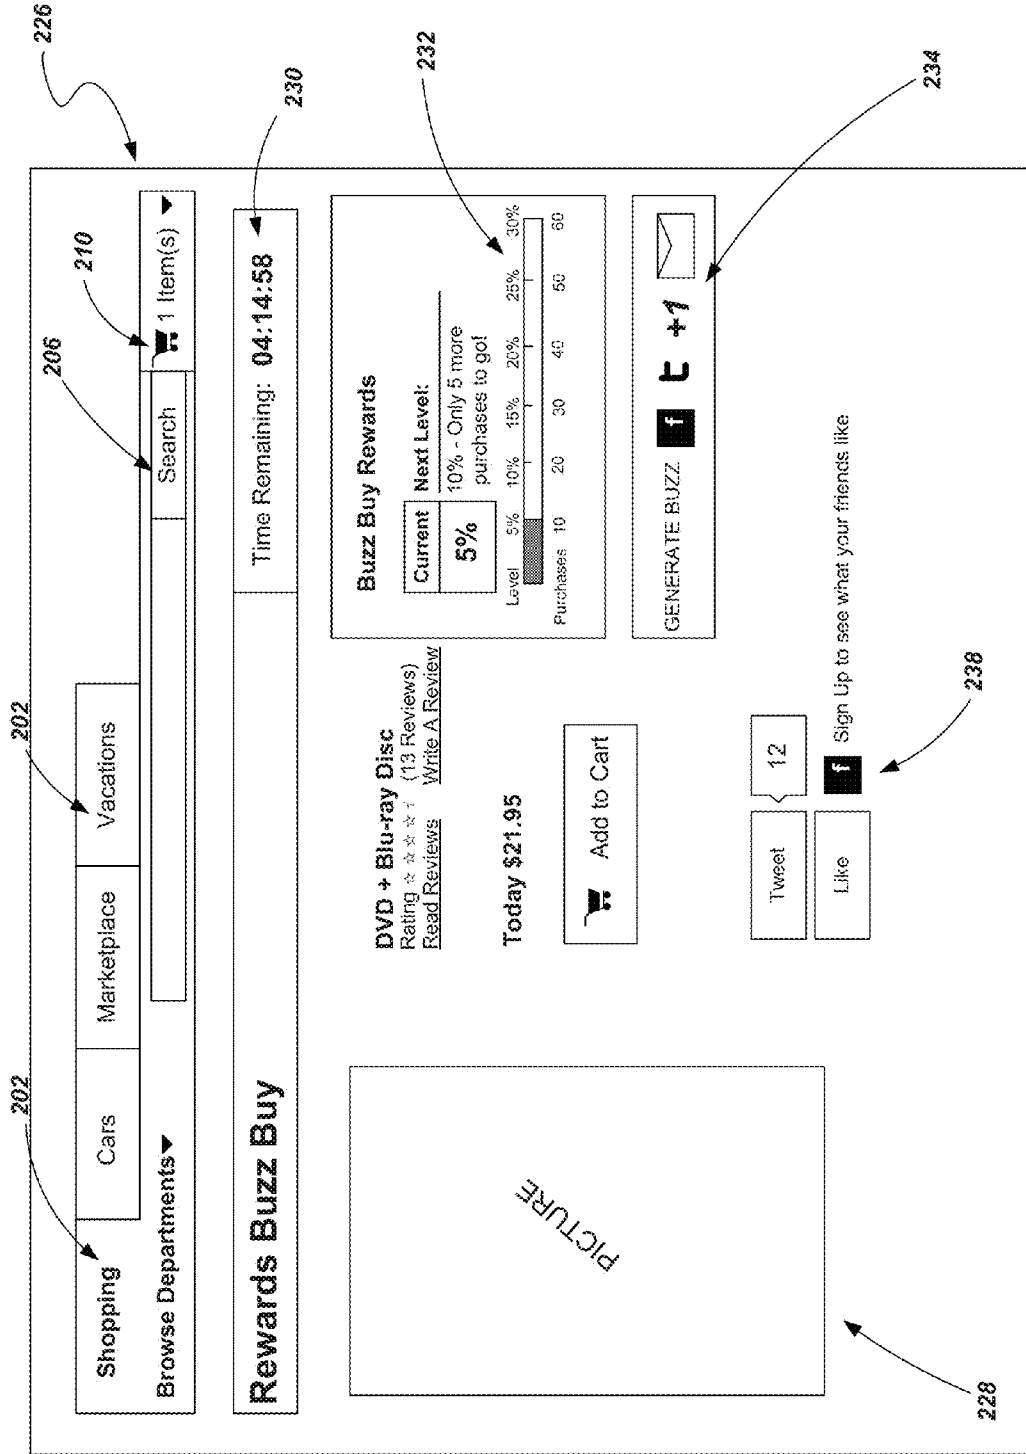 226
202
202
206
210
Shopping
Cars
Marketplace
Vacations
Browse Departments
Search
1 Item(s)
Rewards Buzz Buy
Time Remaining: 04:14:58
230
PICTURE
228
DVD + Blu-ray Disc
Rating (13 Reviews)
Read Reviews Write A Review
Today $21.95
Add to Cart
Buzz Buy Rewards
Current
5%
Next Level:
10% - Only 5 more
purchases to go!
Level 5% 10% 15% 20% 25% 30%
Purchases 10 20 30 40 50 60
232
GENERATE BUZZ f t +1
234
Tweet 12
Like f Sign Up to see what your friends like
238